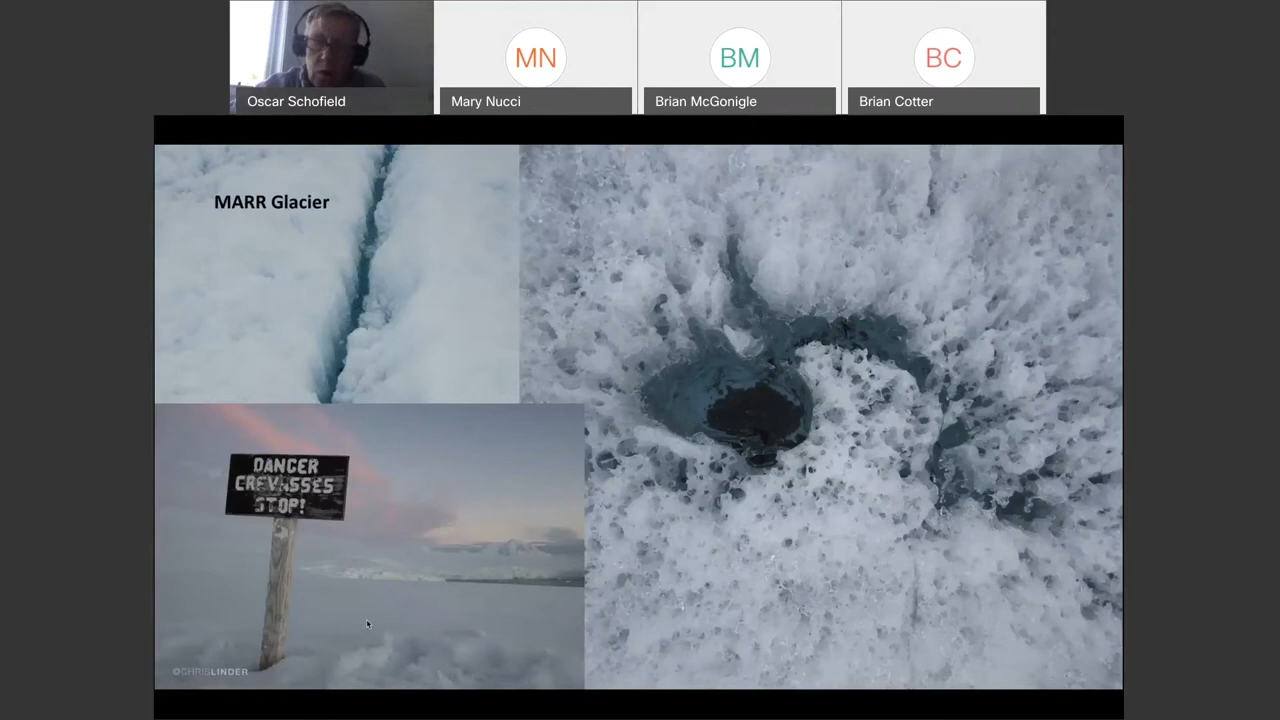 MN
BM
BC
Oscar Schofield
Mary Nucci
Brian McGonigle
Brian Cotter
MARR Glacier
DANGER
CREVASSES
STOP!
©CHRISLINDER